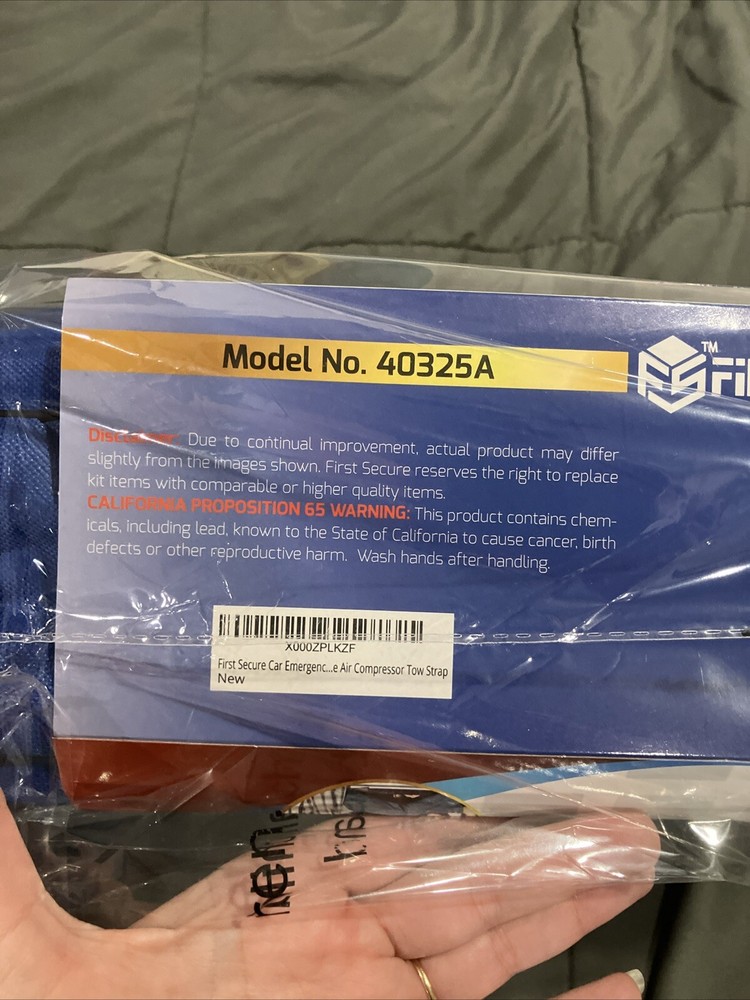 Model No. 40325A
TM
FS
Due to continual improvement, actual product may differ
slightly from the images shown. First Secure reserves the right to replace
kit items with comparable or higher quality items.
CALIFORNIA PROPOSITION 65 WARNING: This product contains chem-
icals, including lead, known to the State of California to cause cancer, birth
defects or other reproductive harm. Wash hands after handling.
X000ZPLKZF
First Secure Car Emergenc...e Air Compressor Tow Strap
New